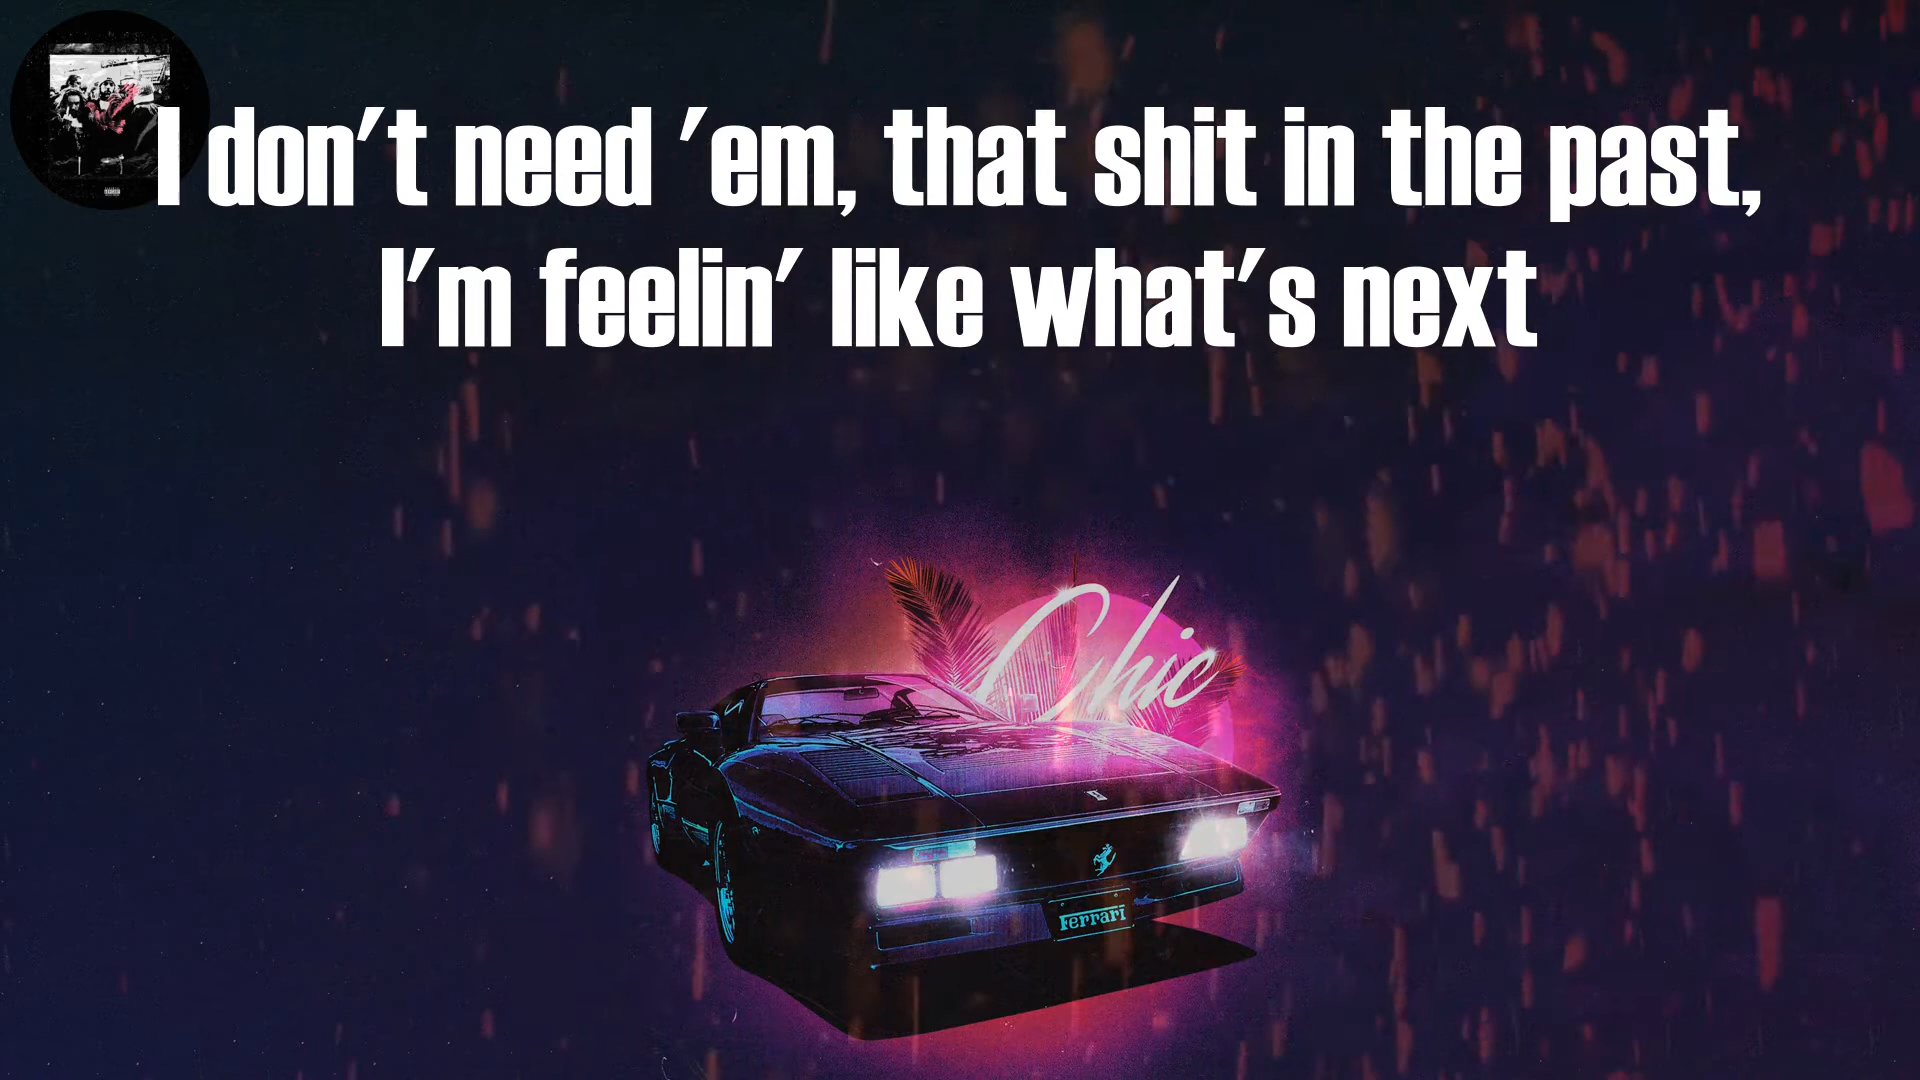 I don't need 'em, that shit in the past,
I'm feelin' like what's next
Chic
Ferrari